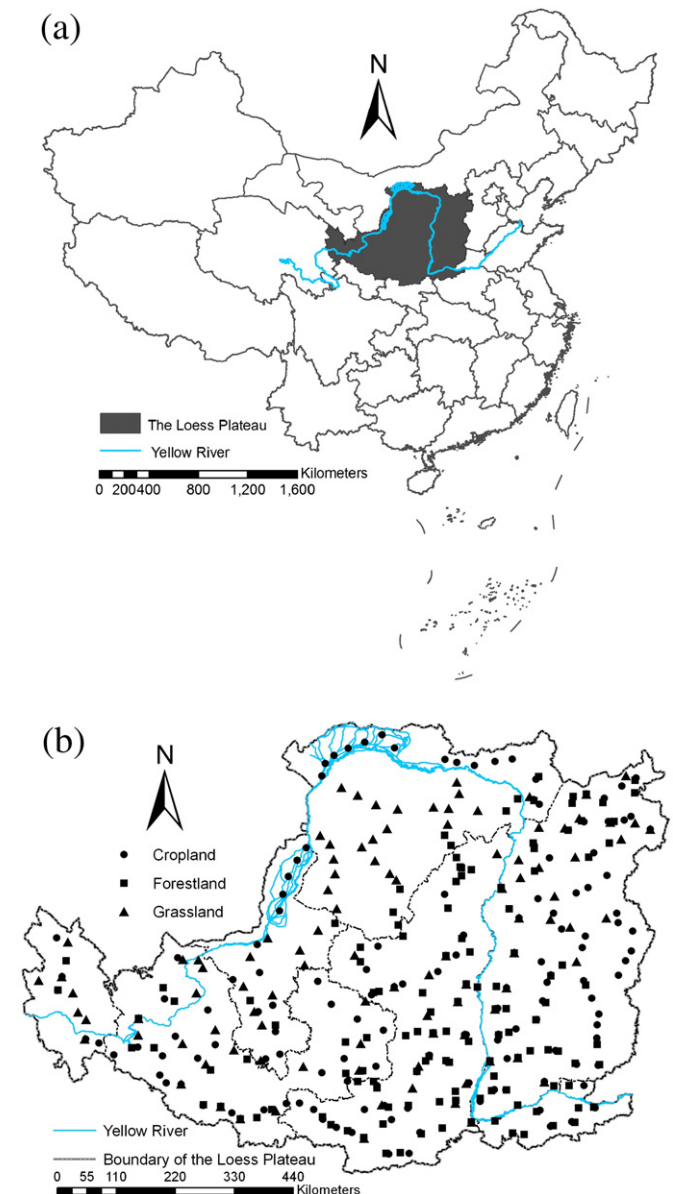 (a)
N
The Loess Plateau
Yellow River
Kilometers
0 200400 800 1,200 1,600
(b)
N
Cropland
Forestland
Grassland
Yellow River
Boundary of the Loess Plateau
0 55 110 220 330 440
Kilometers